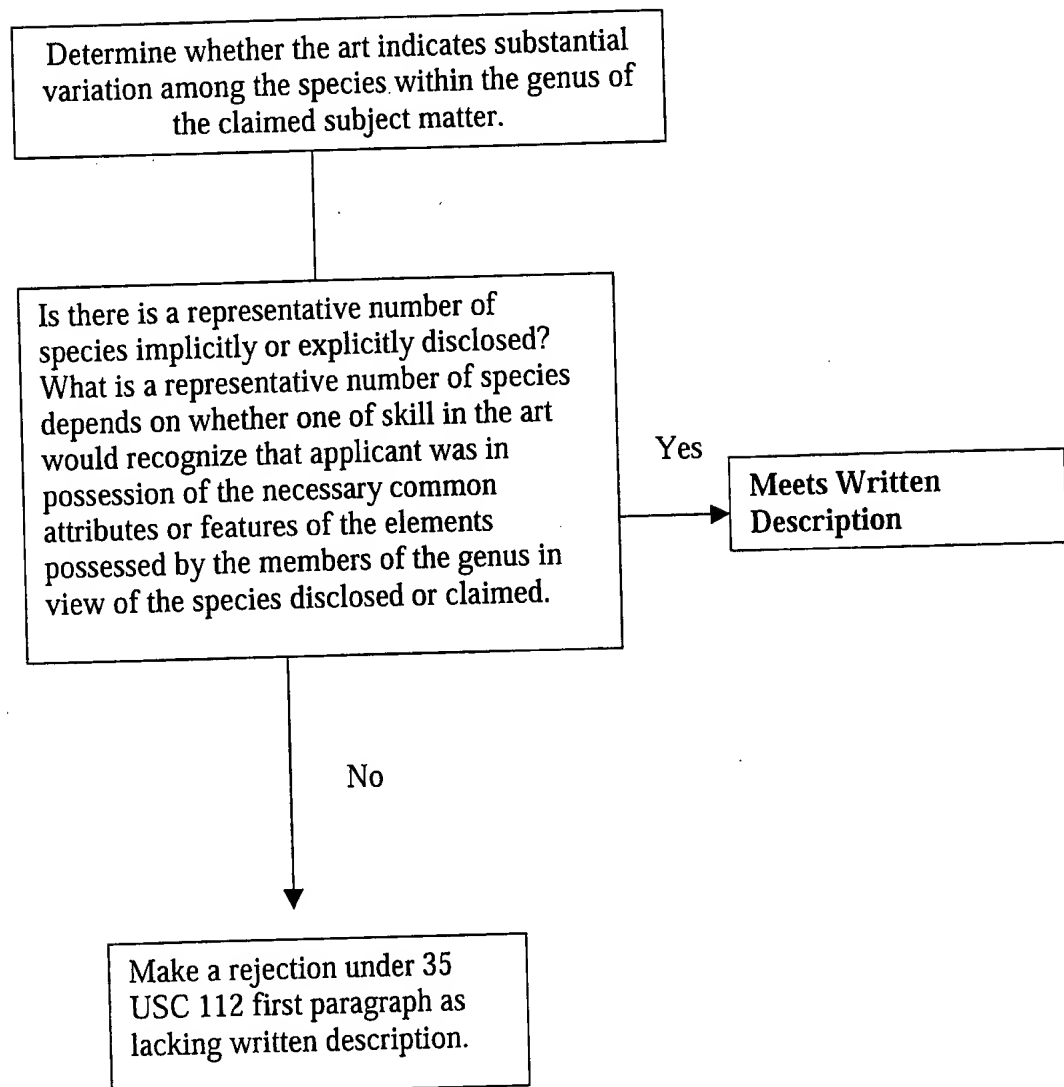 Determine whether the art indicates substantial
variation among the species within the genus of
the claimed subject matter.
Is there is a representative number of
species implicitly or explicitly disclosed?
What is a representative number of species
depends on whether one of skill in the art
would recognize that applicant was in
possession of the necessary common
attributes or features of the elements
possessed by the members of the genus in
view of the species disclosed or claimed.
Yes
Meets Written
Description
No
Make a rejection under 35
USC 112 first paragraph as
lacking written description.